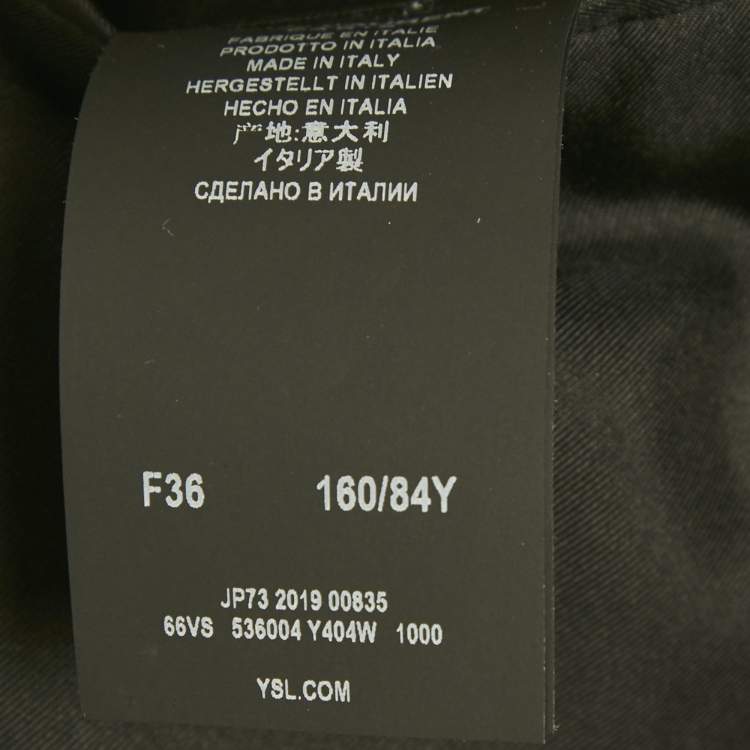 FABRIQUÉ EN ITALIE
PRODOTTO IN ITALIA
MADE IN ITALY
HERGESTELLT IN ITALIEN
HECHO EN ITALIA
产地:意大利
イタリア製
СДЕЛАНО В ИТАЛИИ
F36 160/84Y
JP73 2019 00835
66VS 536004 Y404W 1000
YSL.COM